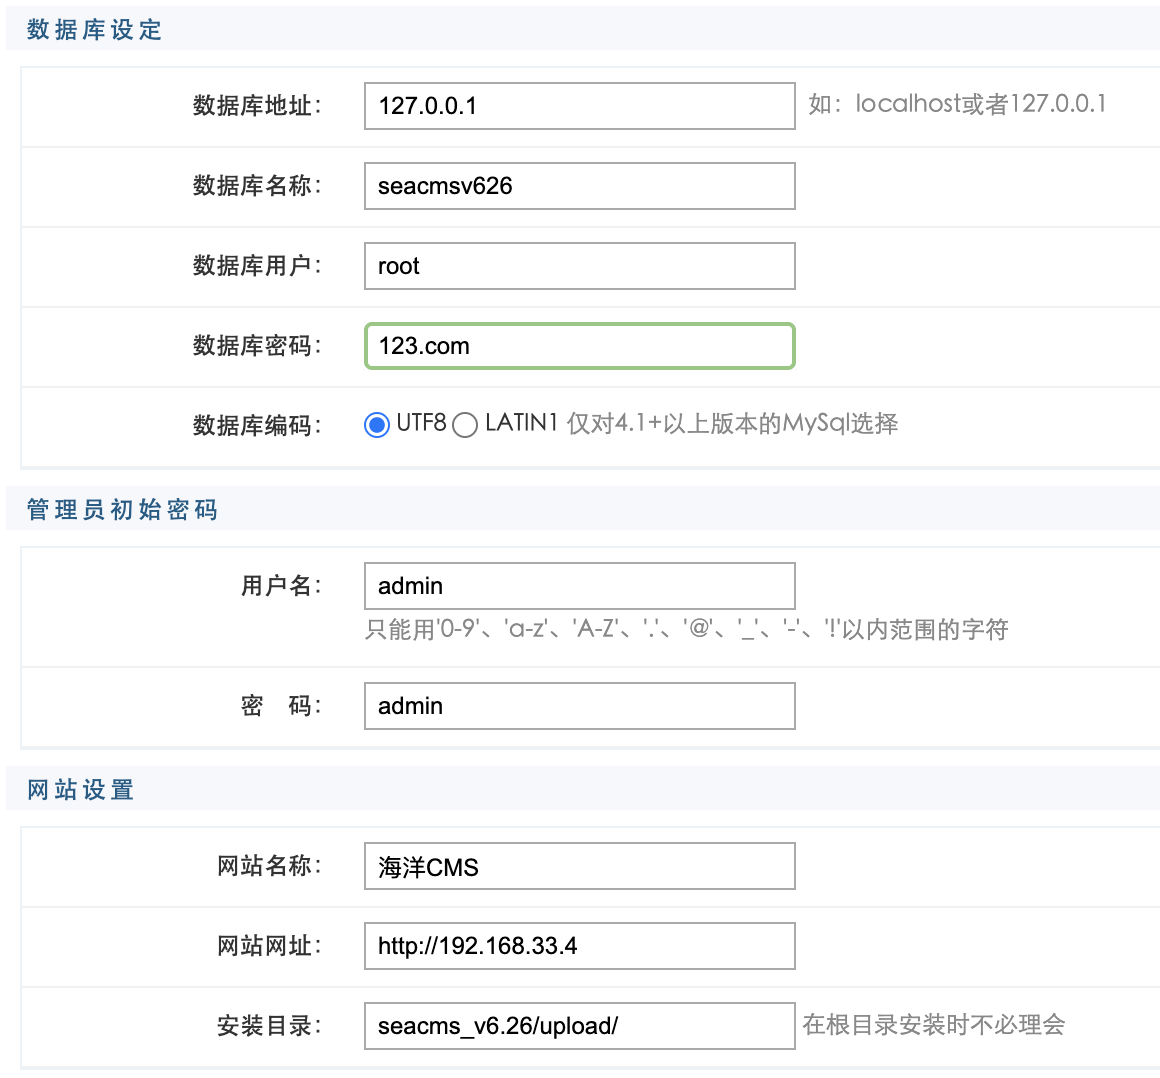 数据库设定
数据库地址: 127.0.0.1 如：localhost或者127.0.0.1
数据库名称: seacmsv626
数据库用户: root
数据库密码: 123.com
数据库编码: UTF8 LATIN1 仅对4.1+以上版本的MySql选择
管理员初始密码
用户名: admin
只能用'0-9'、'a-z'、'A-Z'、'.'、'@'、'_'、'-'、'!'以内范围的字符
密 码: admin
网站设置
网站名称: 海洋CMS
网站网址: http://192.168.33.4
安装目录: seacms_v6.26/upload/ 在根目录安装时不必理会